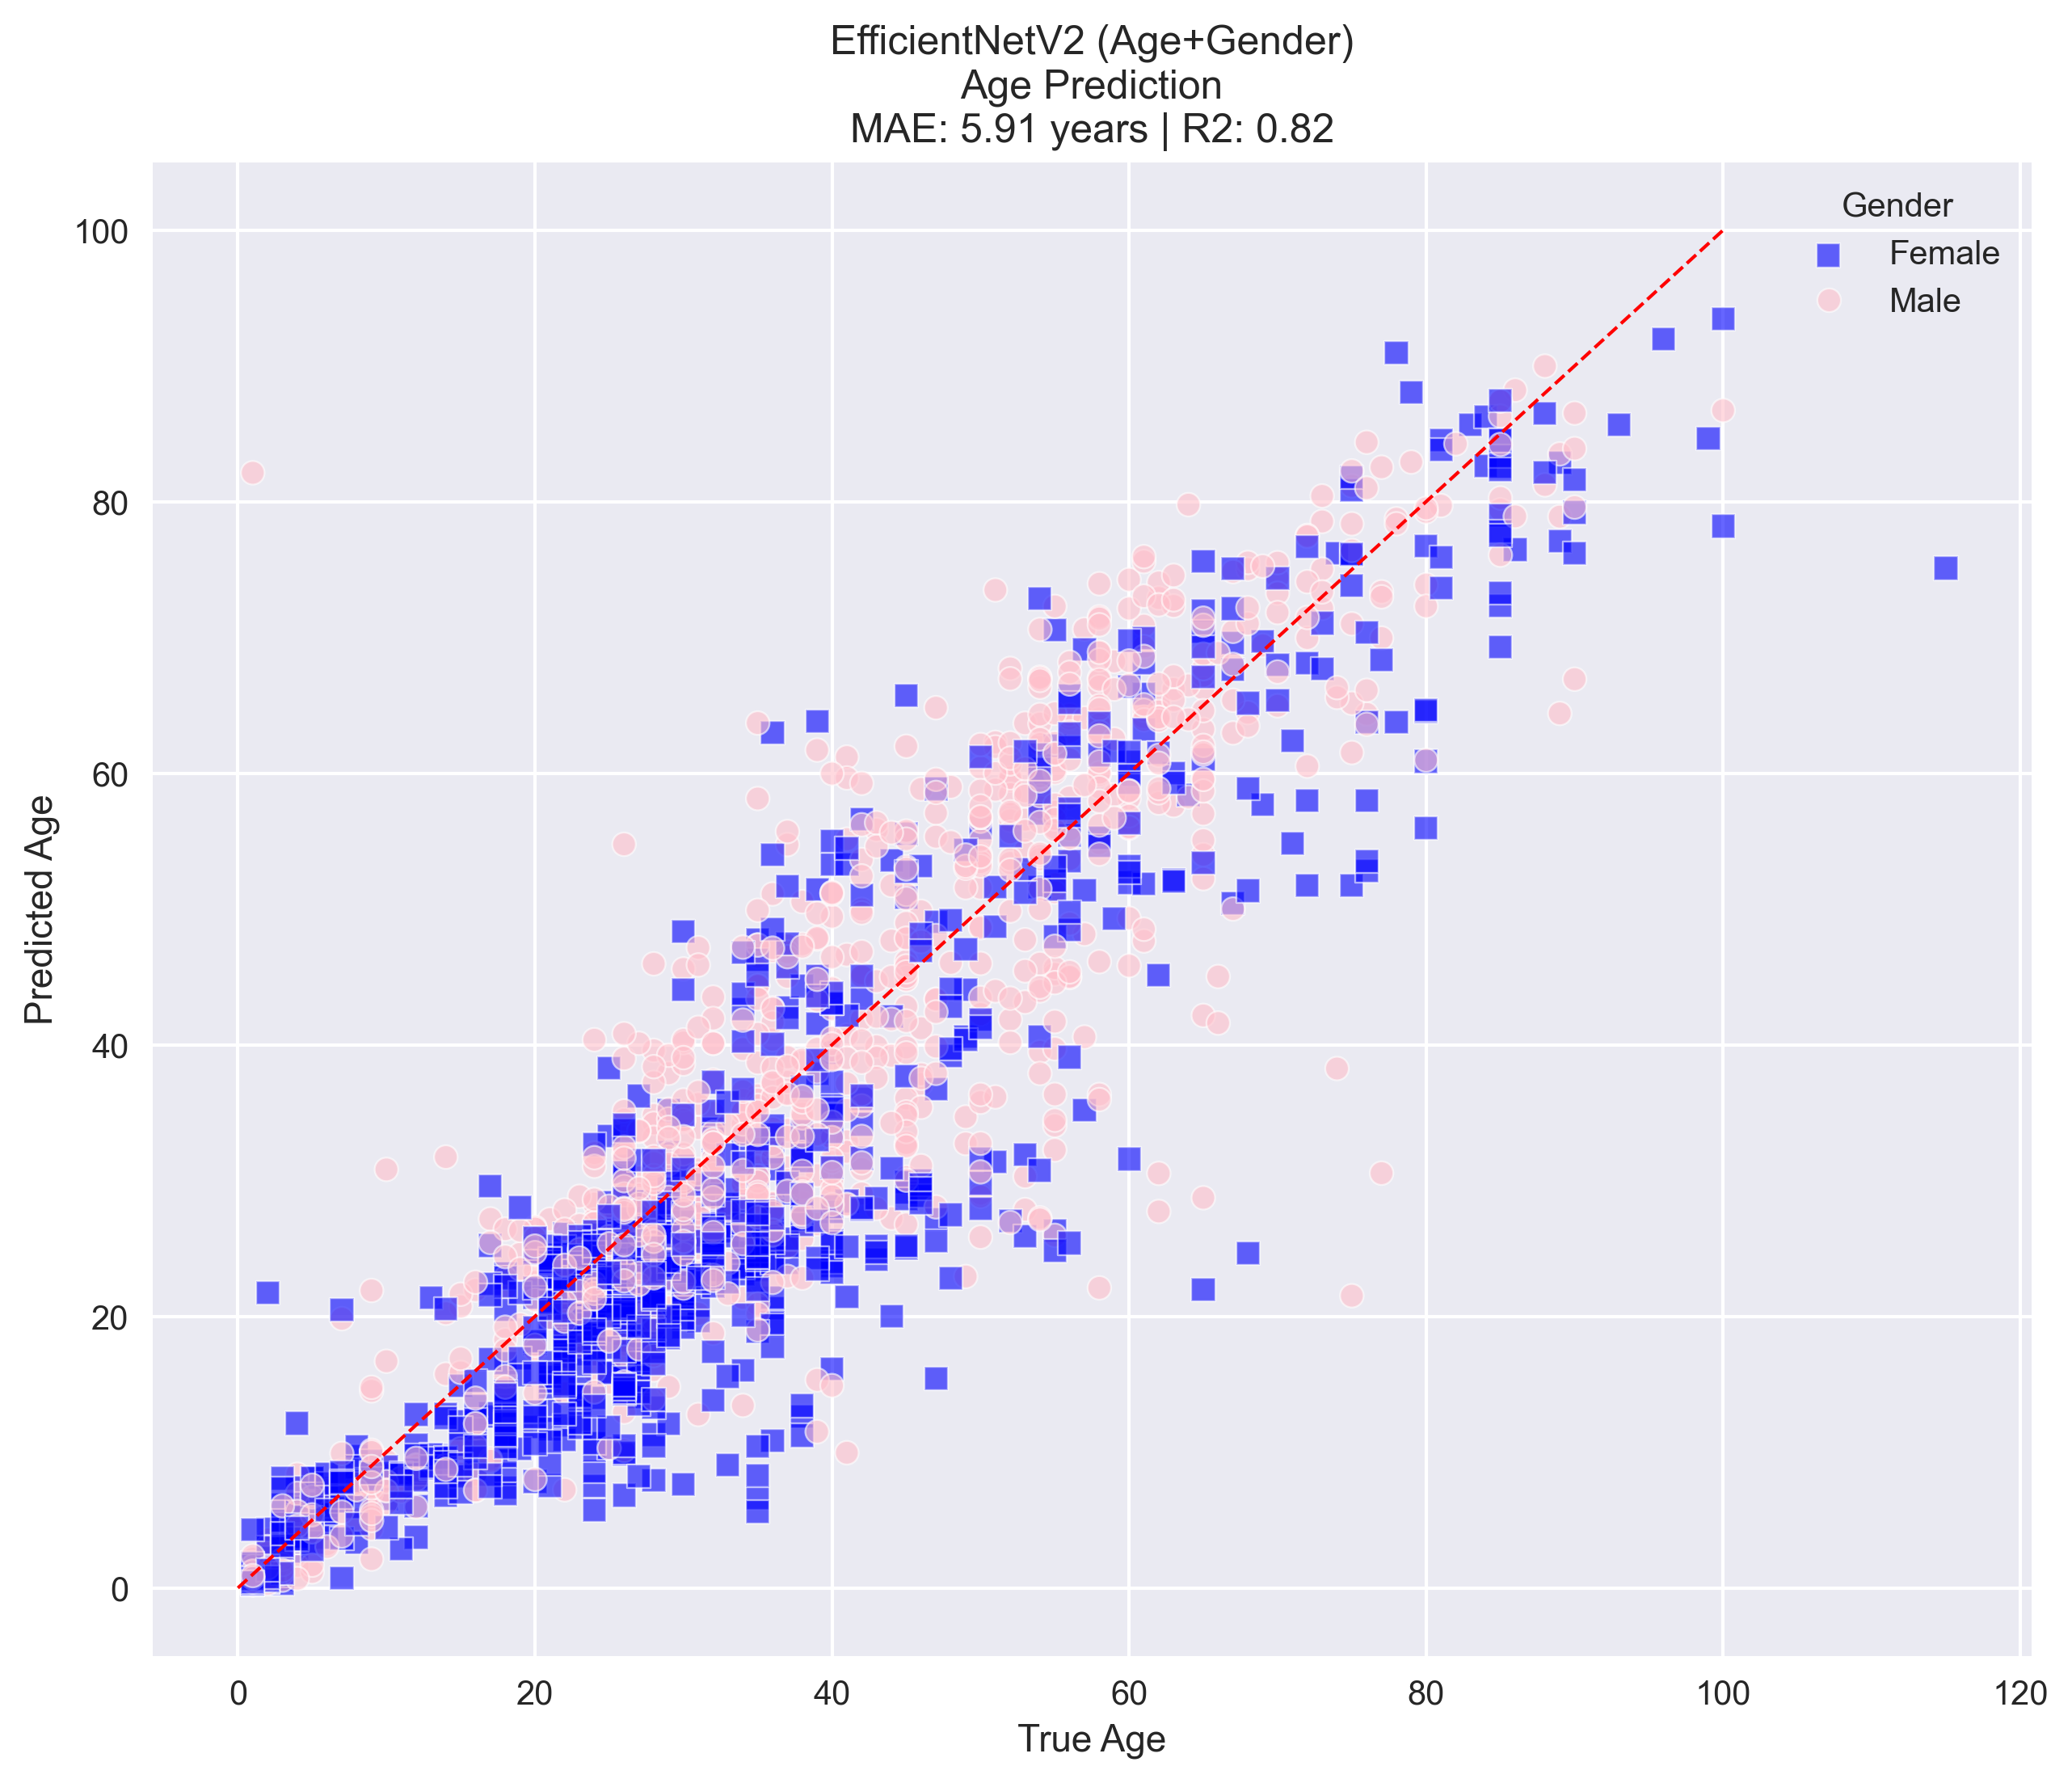 EfficientNetV2 (Age+Gender)
Age Prediction
MAE: 5.91 years | R2: 0.82
Gender
Female
Male
Predicted Age
100
80
60
40
20
0
0 20 40 60 80 100 120
True Age